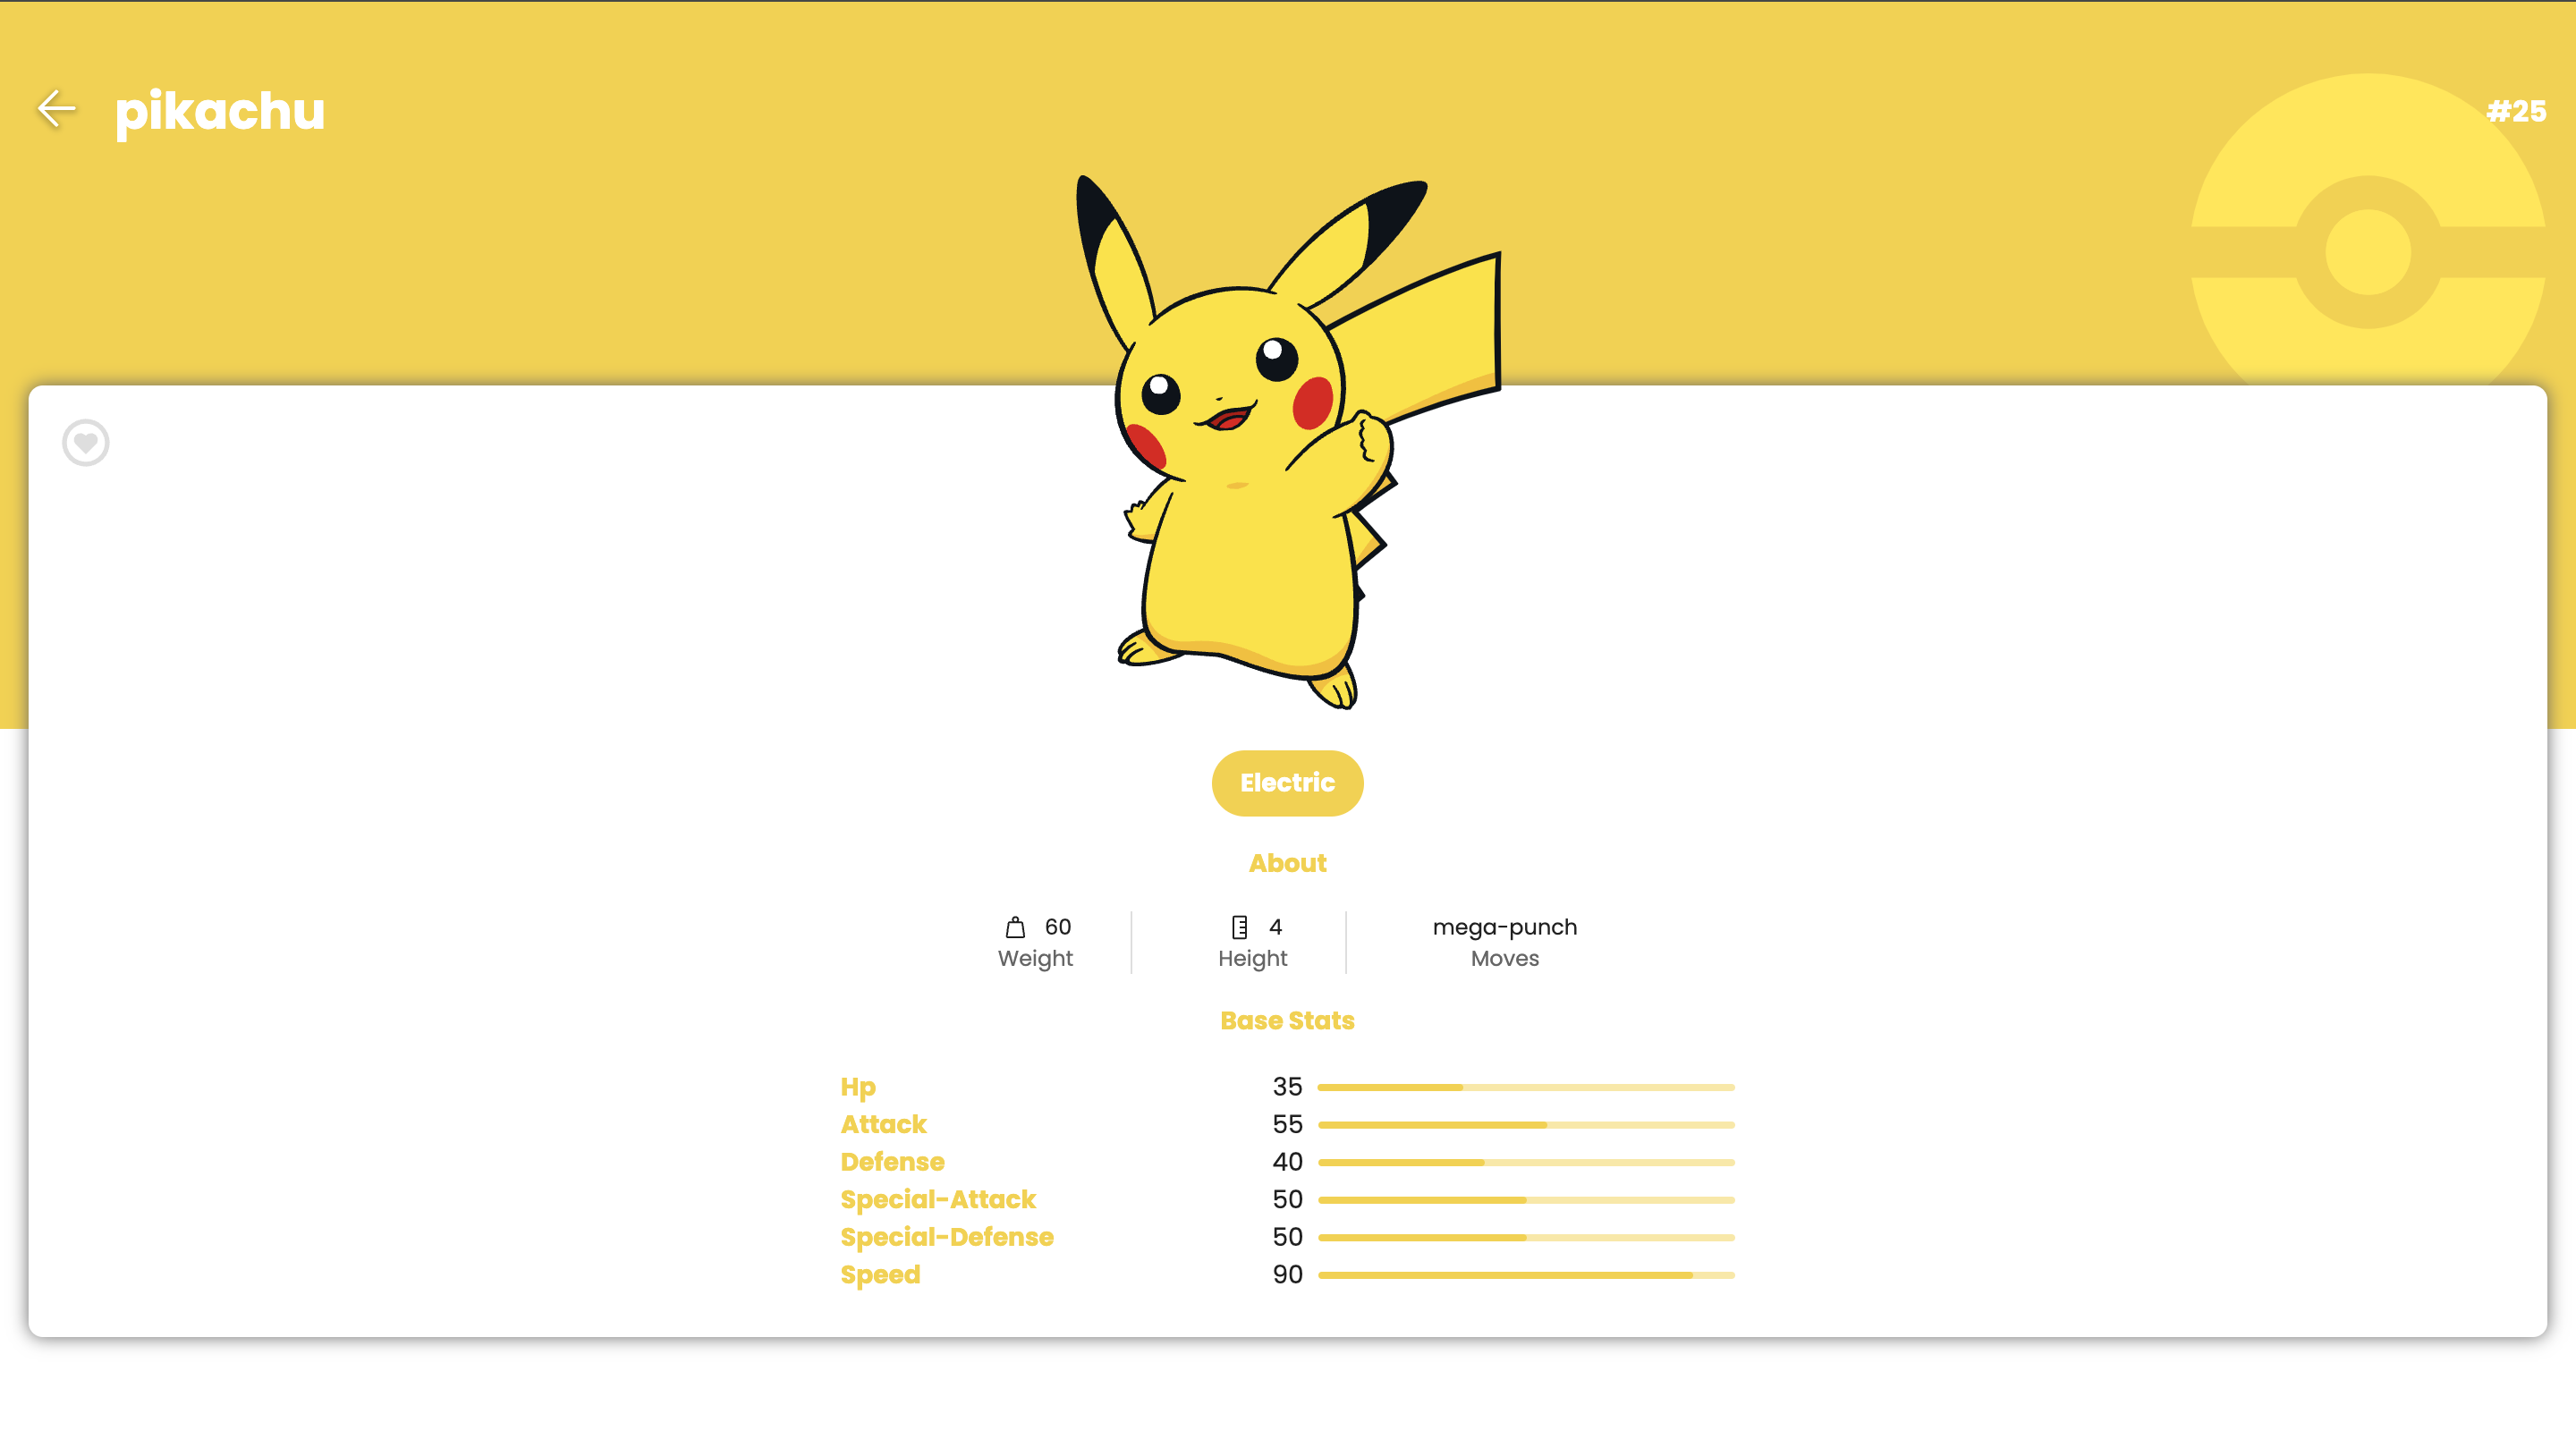 pikachu
#25
Electric
About
60
Weight
4
Height
mega-punch
Moves
Base Stats
Hp 35
Attack 55
Defense 40
Special-Attack 50
Special-Defense 50
Speed 90